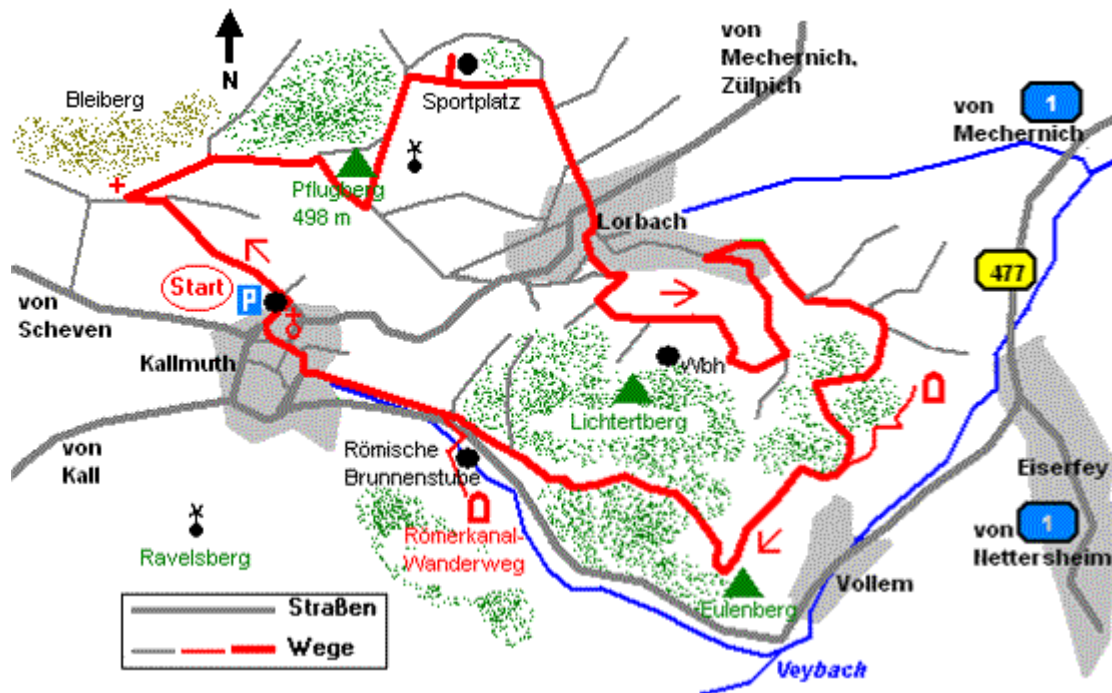 von
Mechernich,
Zülpich
N
Bleiberg
Sportplatz
1
von
Mechernich
Pflugberg
498 m
Lorbach
Start
P
477
von
Scheven
Kallmuth
Wbh
Lichtertberg
von
Kall
Römische
Brunnenstube
Eiserfey
1
von
Nettersheim
Römerkanal-
Wanderweg
Ravelsberg
Vollem
Eulenberg
Straßen
Wege
Veybach